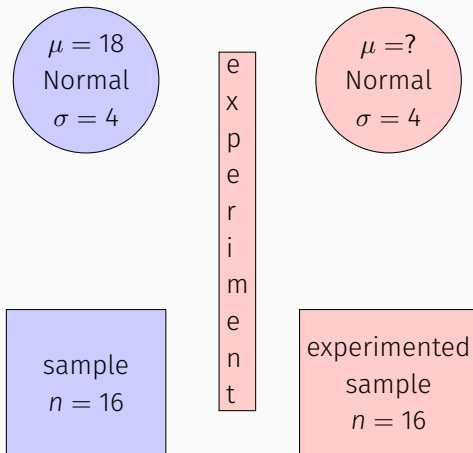 μ = 18
Normal
σ = 4
e
x
p
e
r
i
m
e
n
t
μ =?
Normal
σ = 4
sample
n = 16
experimented
sample
n = 16